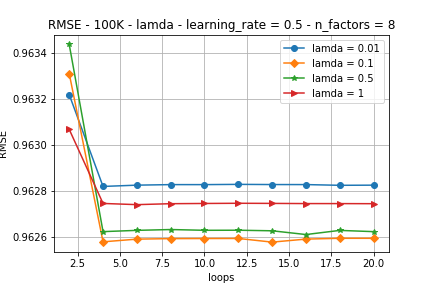 RMSE - 100K - lamda - learning_rate = 0.5 - n_factors = 8
lamda = 0.01
lamda = 0.1
lamda = 0.5
lamda = 1
0.9634
0.9632
0.9630
0.9628
0.9626
RMSE
2.5 5.0 7.5 10.0 12.5 15.0 17.5 20.0
loops